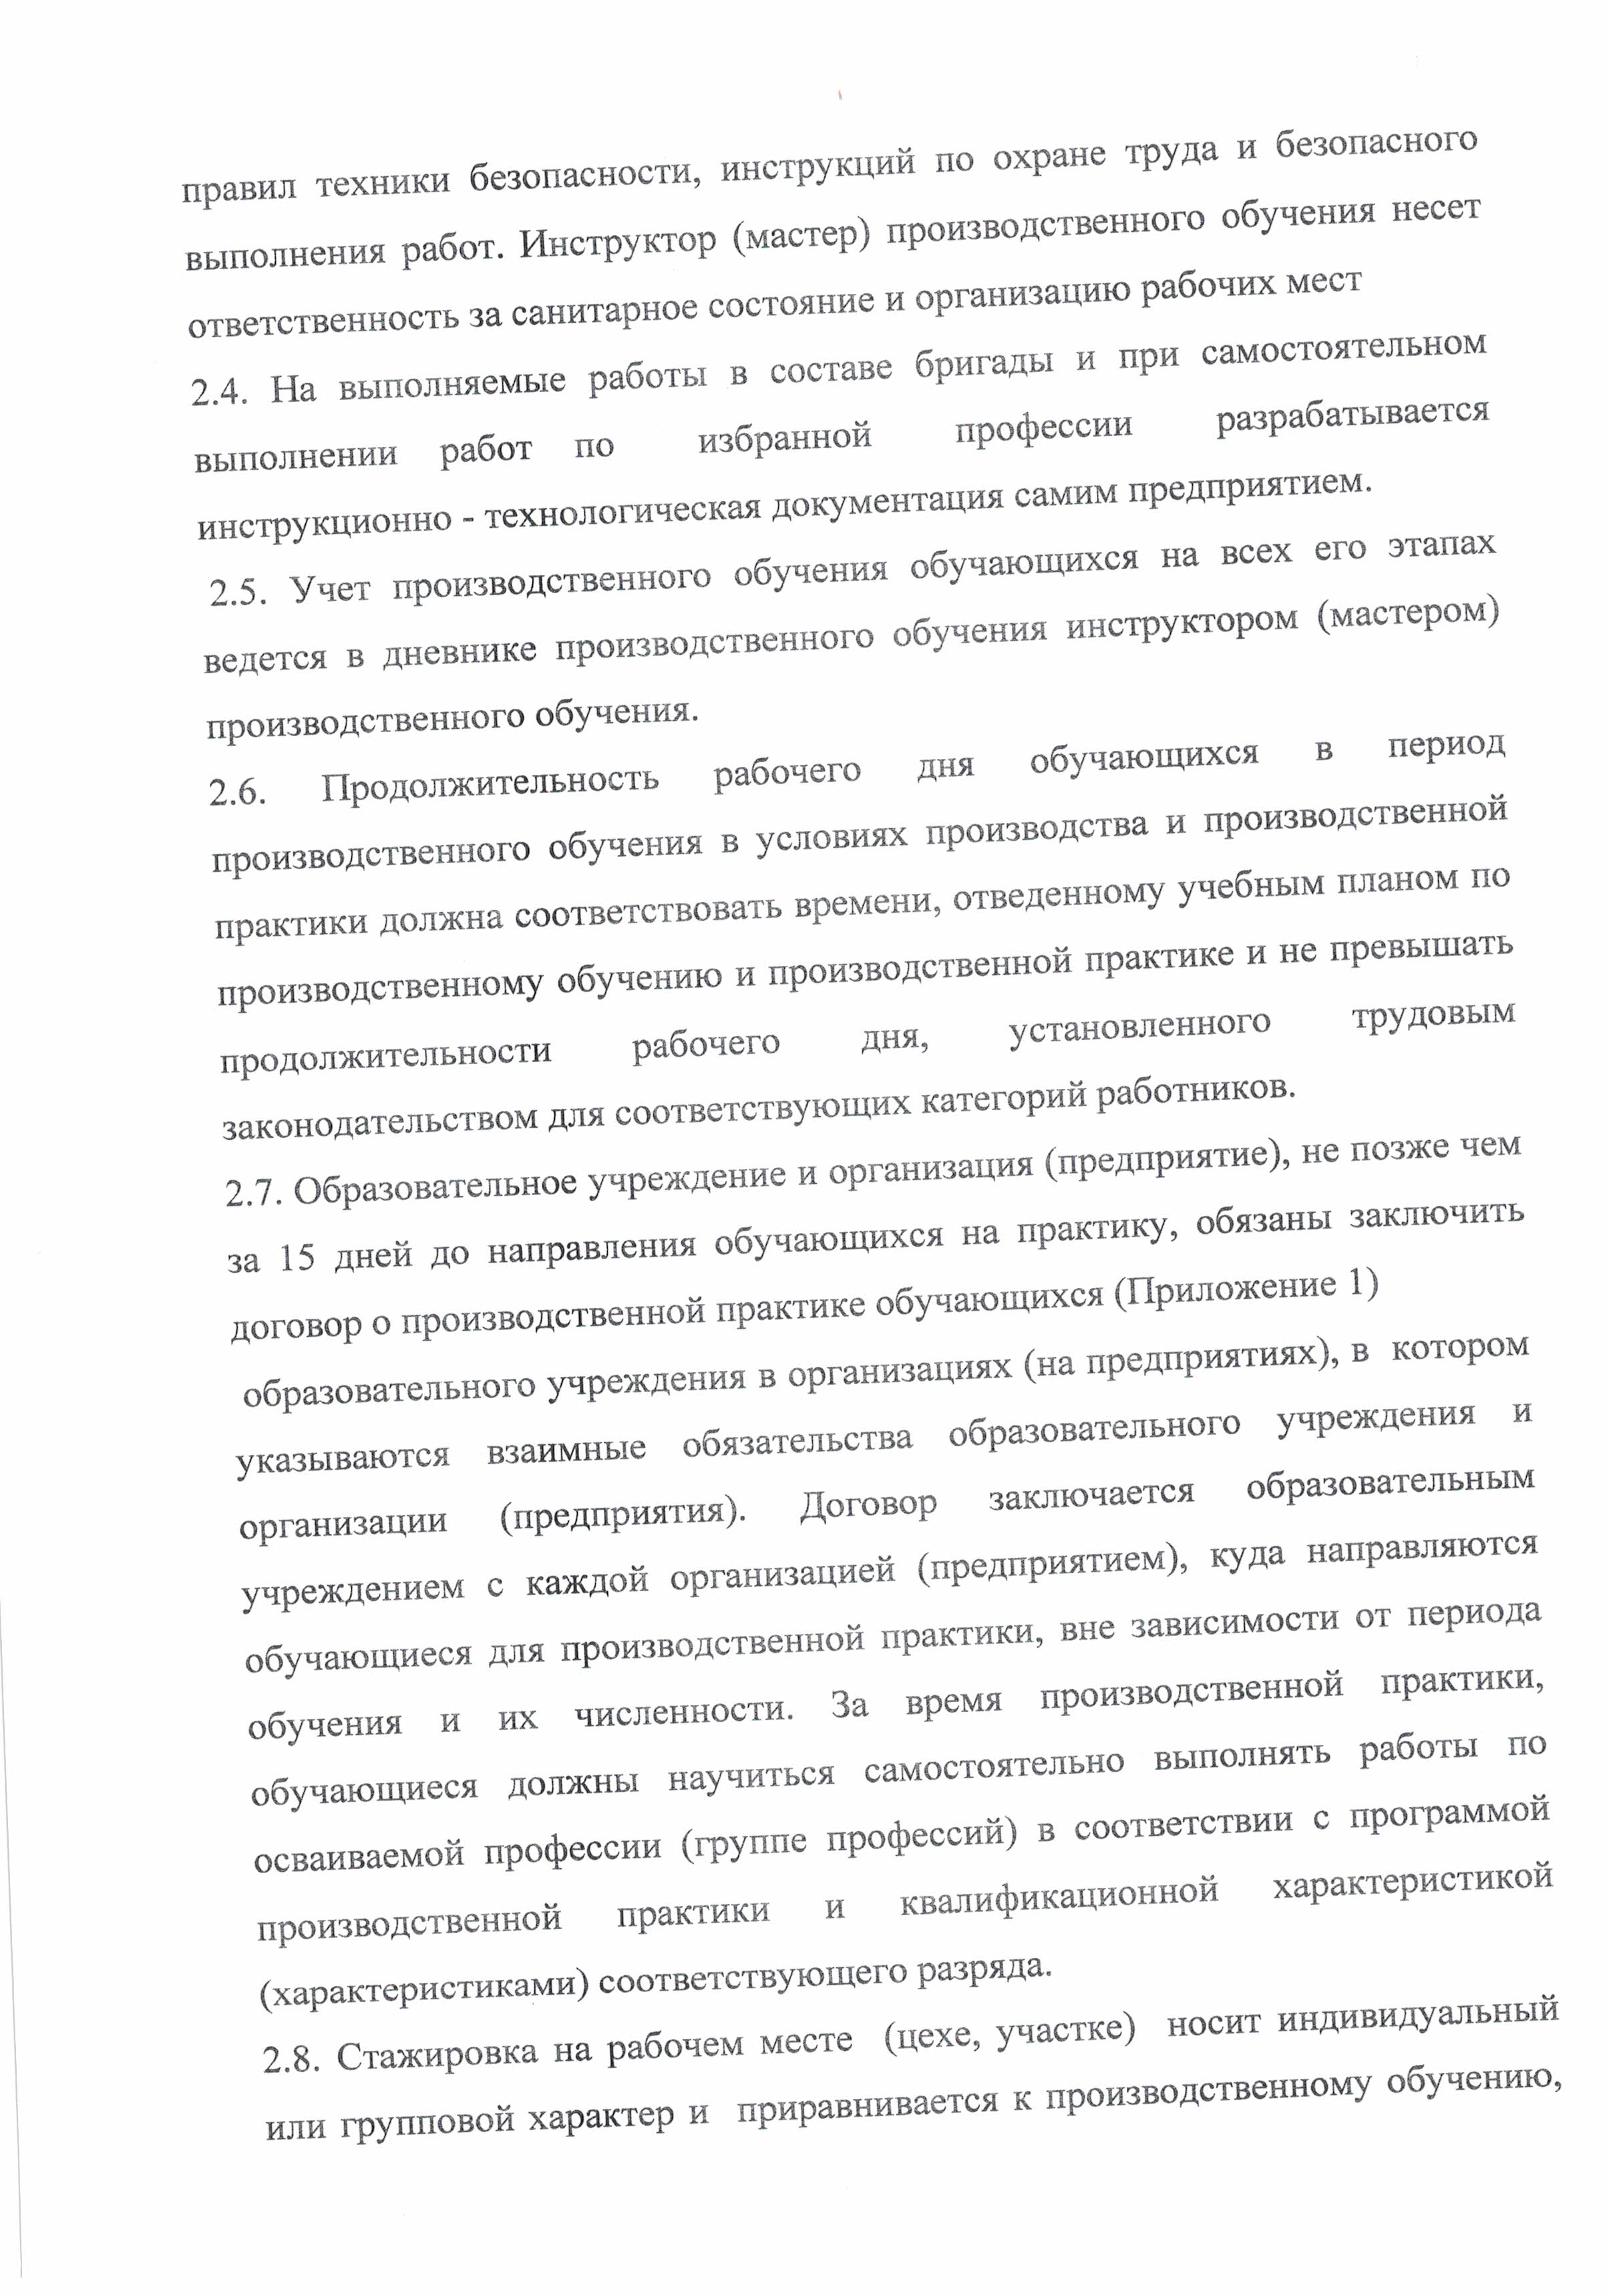 правил техники безопасности, инструкций по охране труда и безопасного
выполнения работ. Инструктор (мастер) производственного обучения несет
ответственность за санитарное состояние и организацию рабочих мест
2.4. На выполняемые работы в составе бригады и при самостоятельном
выполнении работ по избранной профессии разрабатывается
инструкционно - технологическая документация самим предприятием.
2.5. Учет производственного обучения обучающихся на всех его этапах
ведется в дневнике производственного обучения инструктором (мастером)
производственного обучения.
2.6. Продолжительность рабочего дня обучающихся в период
производственного обучения в условиях производства и производственной
практики должна соответствовать времени, отведенному учебным планом по
производственному обучению и производственной практике и не превышать
продолжительности рабочего дня, установленного трудовым
законодательством для соответствующих категорий работников.
2.7. Образовательное учреждение и организация (предприятие), не позже чем
за 15 дней до направления обучающихся на практику, обязаны заключить
договор о производственной практике обучающихся (Приложение 1)
образовательного учреждения в организациях (на предприятиях), в котором
указываются взаимные обязательства образовательного учреждения и
организации (предприятия). Договор заключается образовательным
учреждением с каждой организацией (предприятием), куда направляются
обучающиеся для производственной практики, вне зависимости от периода
обучения и их численности. За время производственной практики,
обучающиеся должны научиться самостоятельно выполнять работы по
осваиваемой профессии (группе профессий) в соответствии с программой
производственной практики и квалификационной характеристикой
(характеристиками) соответствующего разряда.
2.8. Стажировка на рабочем месте (цехе, участке) носит индивидуальный
или групповой характер и приравнивается к производственному обучению,